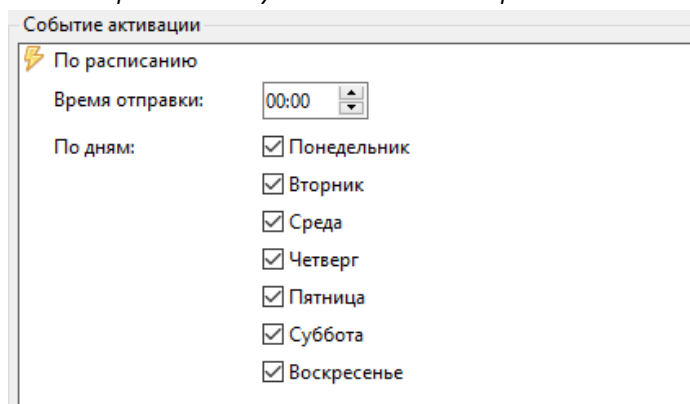 Событие активации
По расписанию
Время отправки: 00:00
По дням: Понедельник
Вторник
Среда
Четверг
Пятница
Суббота
Воскресенье